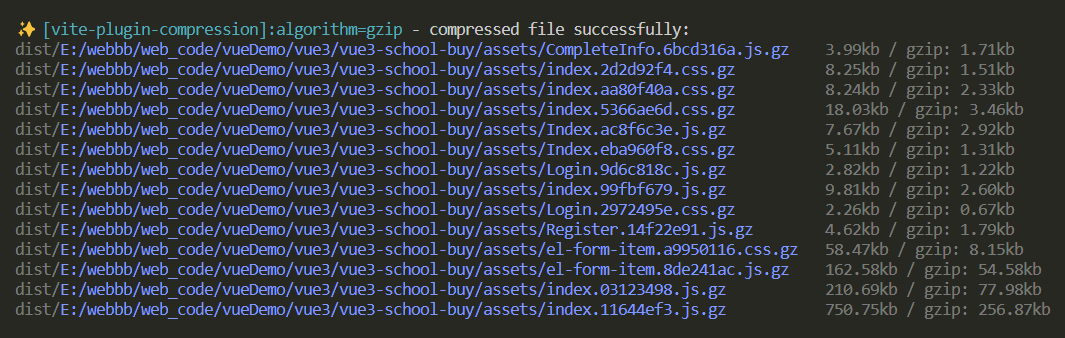 ✨ [vite-plugin-compression]:algorithm=gzip - compressed file successfully:
dist/E:/webbb/web_code/vueDemo/vue3/vue3-school-buy/assets/CompleteInfo.6bcd316a.js.gz 3.99kb / gzip: 1.71kb
dist/E:/webbb/web_code/vueDemo/vue3/vue3-school-buy/assets/index.2d2d92f4.css.gz 8.25kb / gzip: 1.51kb
dist/E:/webbb/web_code/vueDemo/vue3/vue3-school-buy/assets/index.aa80f40a.css.gz 8.24kb / gzip: 2.33kb
dist/E:/webbb/web_code/vueDemo/vue3/vue3-school-buy/assets/index.5366ae6d.css.gz 18.03kb / gzip: 3.46kb
dist/E:/webbb/web_code/vueDemo/vue3/vue3-school-buy/assets/Index.ac8f6c3e.js.gz 7.67kb / gzip: 2.92kb
dist/E:/webbb/web_code/vueDemo/vue3/vue3-school-buy/assets/Index.eba960f8.css.gz 5.11kb / gzip: 1.31kb
dist/E:/webbb/web_code/vueDemo/vue3/vue3-school-buy/assets/Login.9d6c818c.js.gz 2.82kb / gzip: 1.22kb
dist/E:/webbb/web_code/vueDemo/vue3/vue3-school-buy/assets/index.99fbf679.js.gz 9.81kb / gzip: 2.60kb
dist/E:/webbb/web_code/vueDemo/vue3/vue3-school-buy/assets/Login.2972495e.css.gz 2.26kb / gzip: 0.67kb
dist/E:/webbb/web_code/vueDemo/vue3/vue3-school-buy/assets/Register.14f22e91.js.gz 4.62kb / gzip: 1.79kb
dist/E:/webbb/web_code/vueDemo/vue3/vue3-school-buy/assets/el-form-item.a9950116.css.gz 58.47kb / gzip: 8.15kb
dist/E:/webbb/web_code/vueDemo/vue3/vue3-school-buy/assets/el-form-item.8de241ac.js.gz 162.58kb / gzip: 54.58kb
dist/E:/webbb/web_code/vueDemo/vue3/vue3-school-buy/assets/index.03123498.js.gz 210.69kb / gzip: 77.98kb
dist/E:/webbb/web_code/vueDemo/vue3/vue3-school-buy/assets/index.11644ef3.js.gz 750.75kb / gzip: 256.87kb